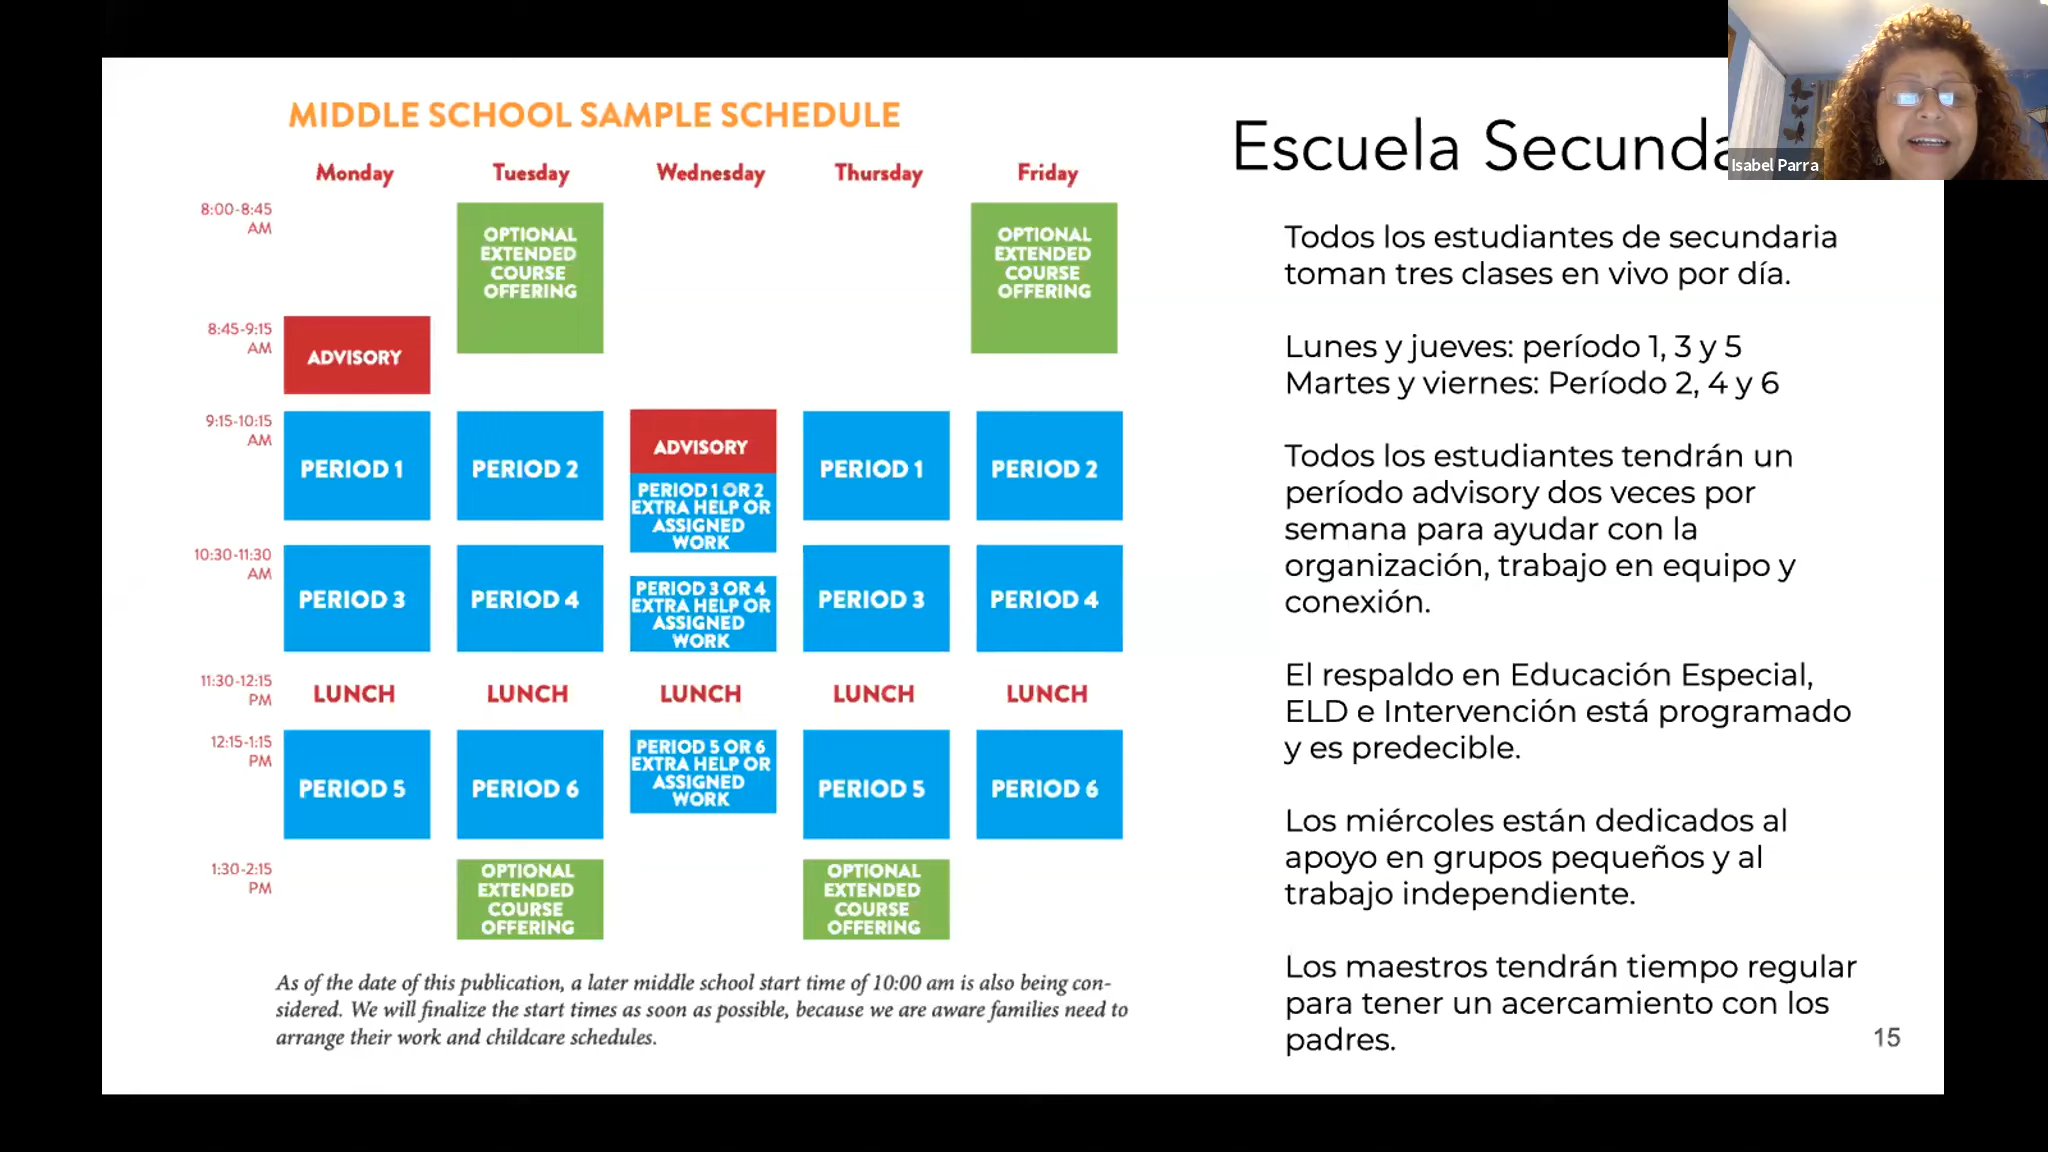 MIDDLE SCHOOL SAMPLE SCHEDULE
Monday Tuesday Wednesday Thursday Friday
8:00-8:45
AM
OPTIONAL
EXTENDED
COURSE
OFFERING
OPTIONAL
EXTENDED
COURSE
OFFERING
8:45-9:15
AM
ADVISORY
9:15-10:15
AM
PERIOD 1
PERIOD 2
ADVISORY
PERIOD 1 OR 2
EXTRA HELP OR
ASSIGNED
WORK
PERIOD 1
PERIOD 2
10:30-11:30
AM
PERIOD 3
PERIOD 4
PERIOD 3 OR 4
EXTRA HELP OR
ASSIGNED
WORK
PERIOD 3
PERIOD 4
11:30-12:15
PM
LUNCH LUNCH LUNCH LUNCH LUNCH
12:15-1:15
PM
PERIOD 5
PERIOD 6
PERIOD 5 OR 6
EXTRA HELP OR
ASSIGNED
WORK
PERIOD 5
PERIOD 6
1:30-2:15
PM
OPTIONAL
EXTENDED
COURSE
OFFERING
OPTIONAL
EXTENDED
COURSE
OFFERING
As of the date of this publication, a later middle school start time of 10:00 am is also being con-
sidered. We will finalize the start times as soon as possible, because we are aware families need to
arrange their work and childcare schedules.
Escuela Secunda
Isabel Parra
Todos los estudiantes de secundaria
toman tres clases en vivo por día.
Lunes y jueves: período 1, 3 y 5
Martes y viernes: Período 2, 4 y 6
Todos los estudiantes tendrán un
período advisory dos veces por
semana para ayudar con la
organización, trabajo en equipo y
conexión.
El respaldo en Educación Especial,
ELD e Intervención está programado
y es predecible.
Los miércoles están dedicados al
apoyo en grupos pequeños y al
trabajo independiente.
Los maestros tendrán tiempo regular
para tener un acercamiento con los
padres.
15